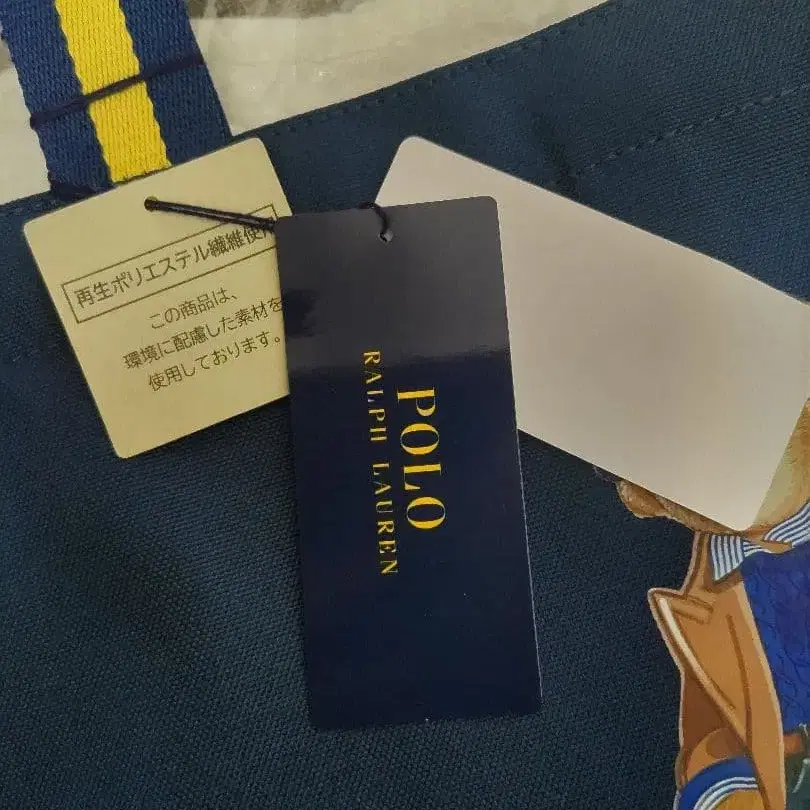 再生ポリエステル繊維使用
この商品は、
環境に配慮した素材を
使用しております。
POLO
RALPH LAUREN